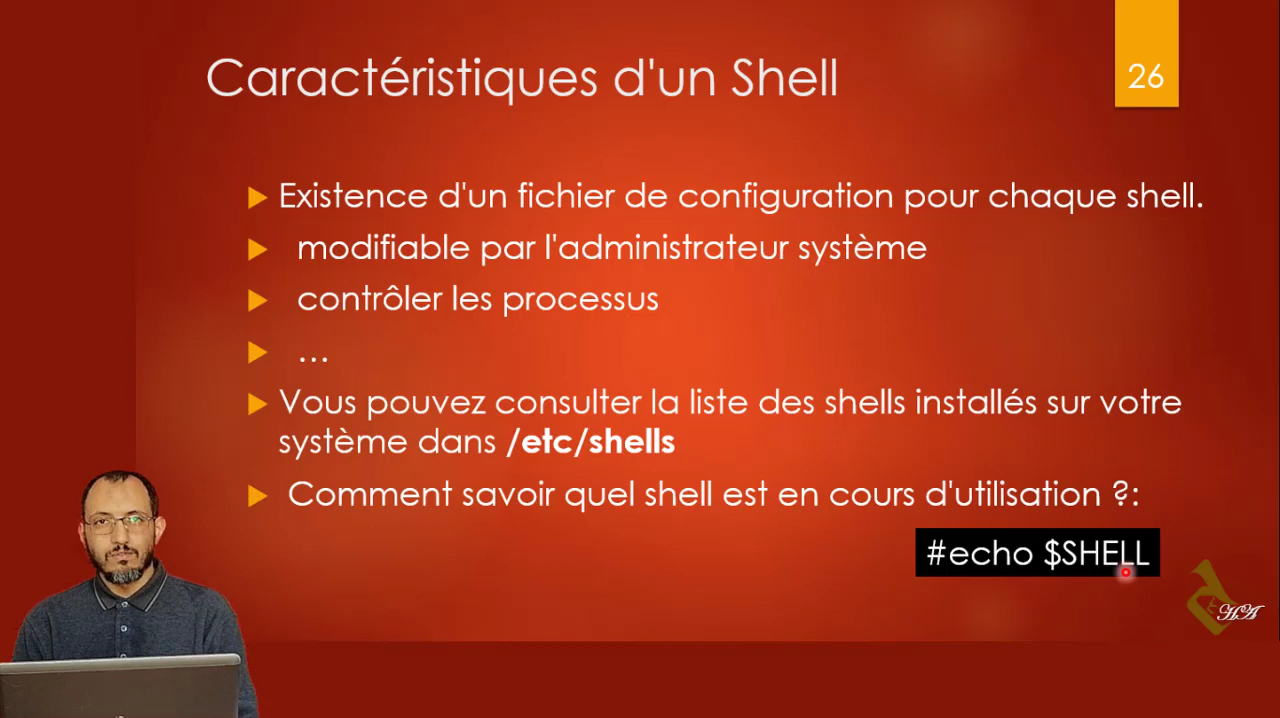 Caractéristiques d'un Shell
26
Existence d'un fichier de configuration pour chaque shell.
modifiable par l'administrateur système
contrôler les processus
...
Vous pouvez consulter la liste des shells installés sur votre
système dans /etc/shells
Comment savoir quel shell est en cours d'utilisation ?:
#echo $SHELL
HA